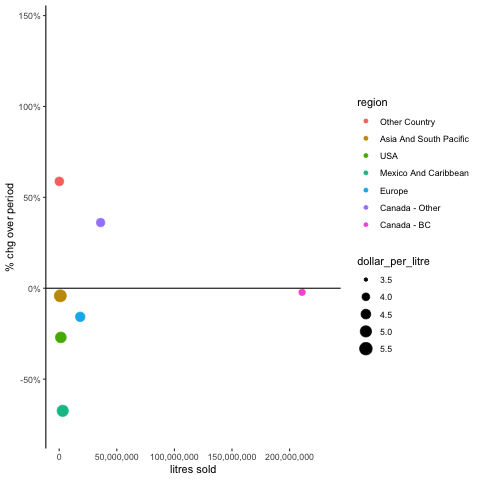 150%
100%
50%
0%
-50%
% chg over period
0
50,000,000
100,000,000
150,000,000
200,000,000
litres sold
region
Other Country
Asia And South Pacific
USA
Mexico And Caribbean
Europe
Canada - Other
Canada - BC
dollar_per_litre
3.5
4.0
4.5
5.0
5.5